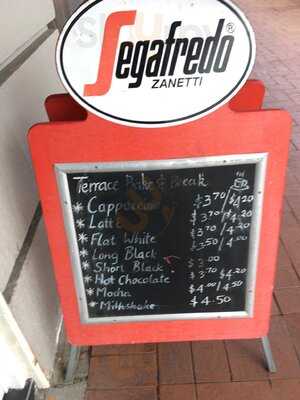 Segafredo®
ZANETTI
Terrace Bake & Break
* Cappuccino $3.70/$4.20
* Latte $3.70/4.20
* Flat White $3.70/4.20
* Long Black $3.50/4.00
* Short Black $3.00
* Hot Chocolate $3.70 $4.20
* Mocha $4.00/4.50
* Milkshake $4.50